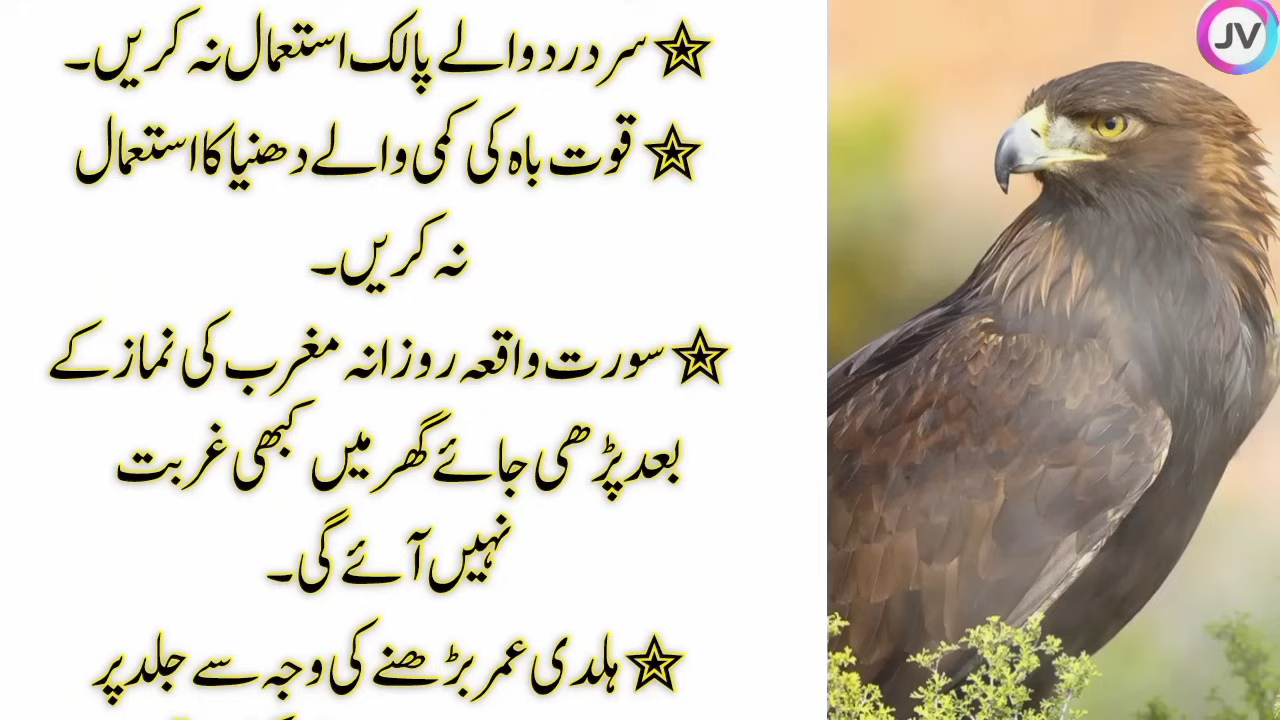 ☆ سر درد والے پالک استعمال نہ کریں۔
☆ قوت باہ کی کمی والے دھنیا کا استعمال
نہ کریں۔
☆ سورت واقعہ روزانہ مغرب کی نماز کے
بعد پڑھی جائے گھر میں کبھی غربت
نہیں آئے گی۔
☆ ہلدی عمر بڑھنے کی وجہ سے جلد پر
JV